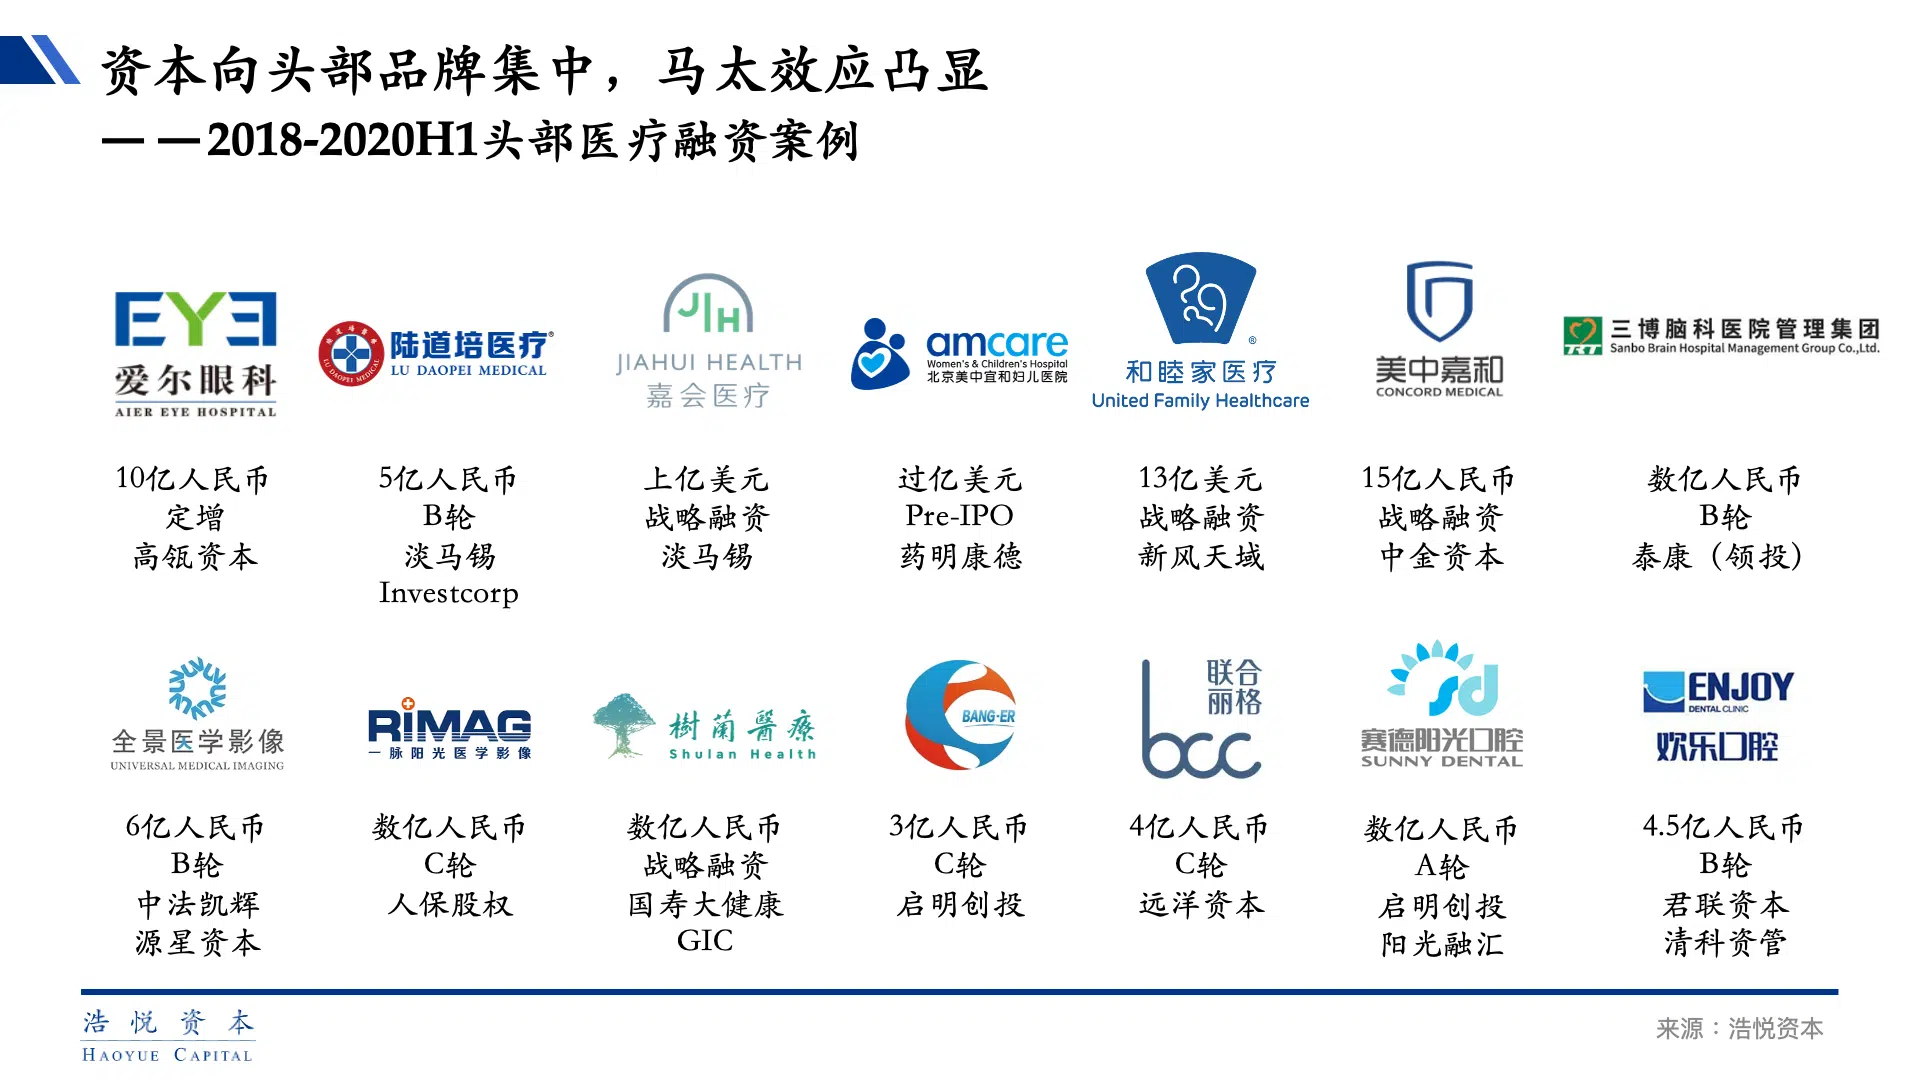 资本向头部品牌集中，马太效应凸显
——2018-2020H1头部医疗融资案例
EYE
爱尔眼科
AIER EYE HOSPITAL
10亿人民币
定增
高瓴资本
陆道培医疗®
LU DAOPEI MEDICAL
5亿人民币
B轮
淡马锡
Investcorp
JIH
JIAHUI HEALTH
嘉会医疗
上亿美元
战略融资
淡马锡
amcare
Women's & Children's Hospital
北京美中宜和妇儿医院
过亿美元
Pre-IPO
药明康德
®
和睦家医疗
United Family Healthcare
13亿美元
战略融资
新风天域
美中嘉和
CONCORD MEDICAL
15亿人民币
战略融资
中金资本
三博脑科医院管理集团
Sanbo Brain Hospital Management Group Co.,Ltd.
数亿人民币
B轮
泰康（领投）
全景医学影像
UNIVERSAL MEDICAL IMAGING
6亿人民币
B轮
中法凯辉
源星资本
RIMAG
一脉阳光医学影像
数亿人民币
C轮
人保股权
樹蘭醫療
Shulan Health
数亿人民币
战略融资
国寿大健康
GIC
BANG·ER
3亿人民币
C轮
启明创投
联合
丽格
bcc
4亿人民币
C轮
远洋资本
sd
赛德阳光口腔
SUNNY DENTAL
数亿人民币
A轮
启明创投
阳光融汇
ENJOY
DENTAL CLINIC
欢乐口腔
4.5亿人民币
B轮
君联资本
清科资管
浩悦资本
HAOYUE CAPITAL
来源：浩悦资本